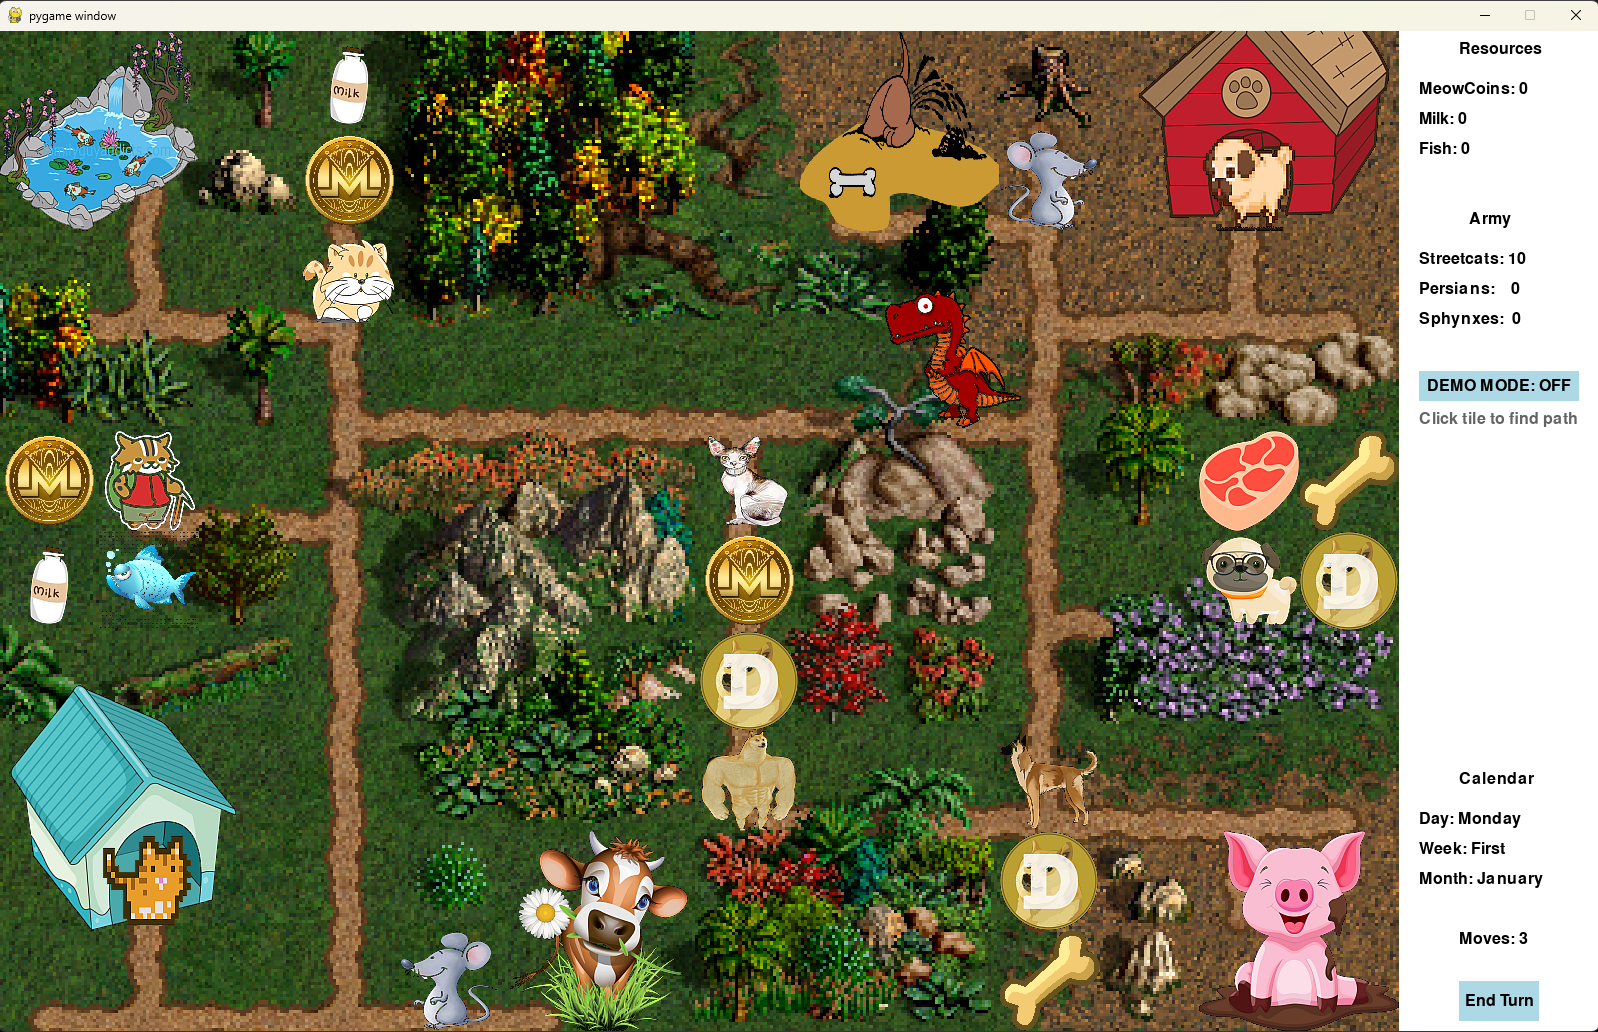 pygame window
Resources
MeowCoins: 0
Milk: 0
Fish: 0
Army
Streetcats: 10
Persians: 0
Sphynxes: 0
DEMO MODE: OFF
Click tile to find path
Calendar
Day: Monday
Week: First
Month: January
Moves: 3
End Turn
Milk
M
M
D
Milk
M
D
D